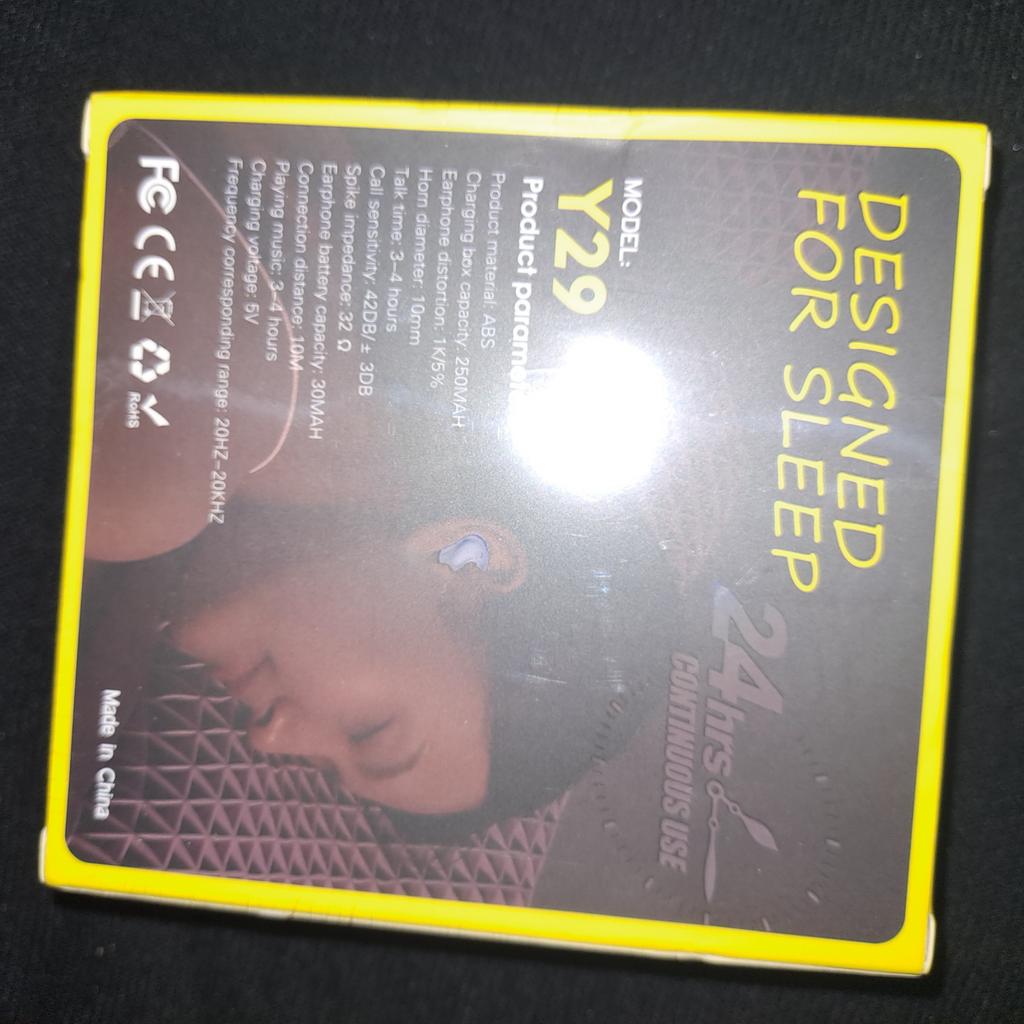 DESIGNED
FOR SLEEP
24hrs
CONTINUOUS USE
MODEL:
Y29
Product
Product material: ABS
Charging box capacity: 250MAH
Earphone distortion: 1K/5%
Horn diameter: 10mm
Talk time: 3-4 hours
Call sensitivity: 42DB/± 3DB
Spike impedance: 32 Ω
Earphone battery capacity: 30MAH
Connection distance: 10M
Playing music: 3-4 hours
Charging voltage: 5V
Frequency corresponding range: 20HZ-20KHZ
FC CE RoHS
Made in China